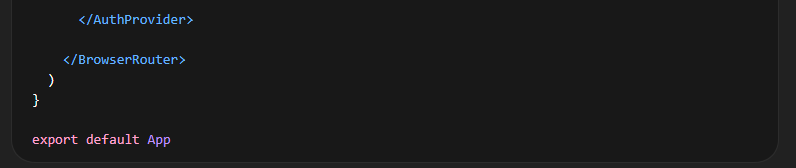 </AuthProvider>
</BrowserRouter>
)
}
export default App